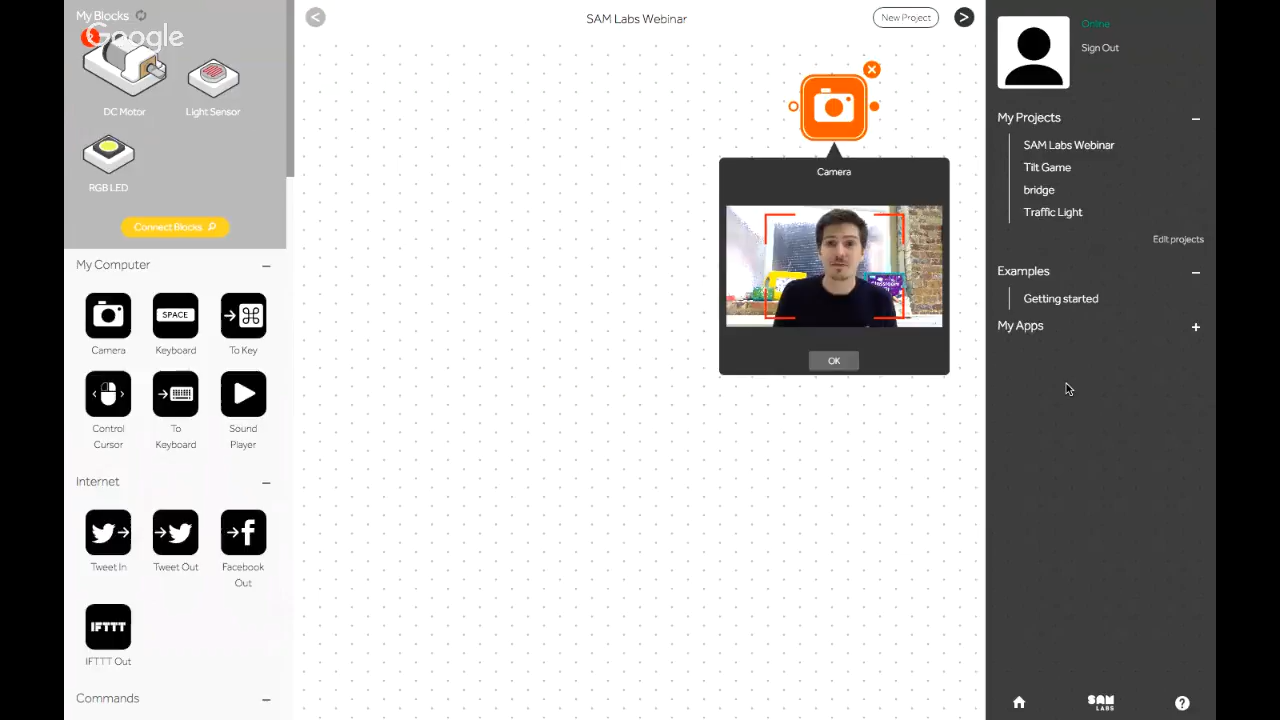 My Blocks
Google
DC Motor
Light Sensor
RGB LED
Connect Blocks
My Computer
SPACE
Camera
Keyboard
To Key
Control
Cursor
To
Keyboard
Sound
Player
Internet
Tweet In
Tweet Out
Facebook
Out
IFTTT
IFTTT Out
Commands
SAM Labs Webinar
New Project
Camera
Classroom
OK
Online
Sign Out
My Projects
SAM Labs Webinar
Tilt Game
bridge
Traffic Light
Edit projects
Examples
Getting started
My Apps
SAM
LABS